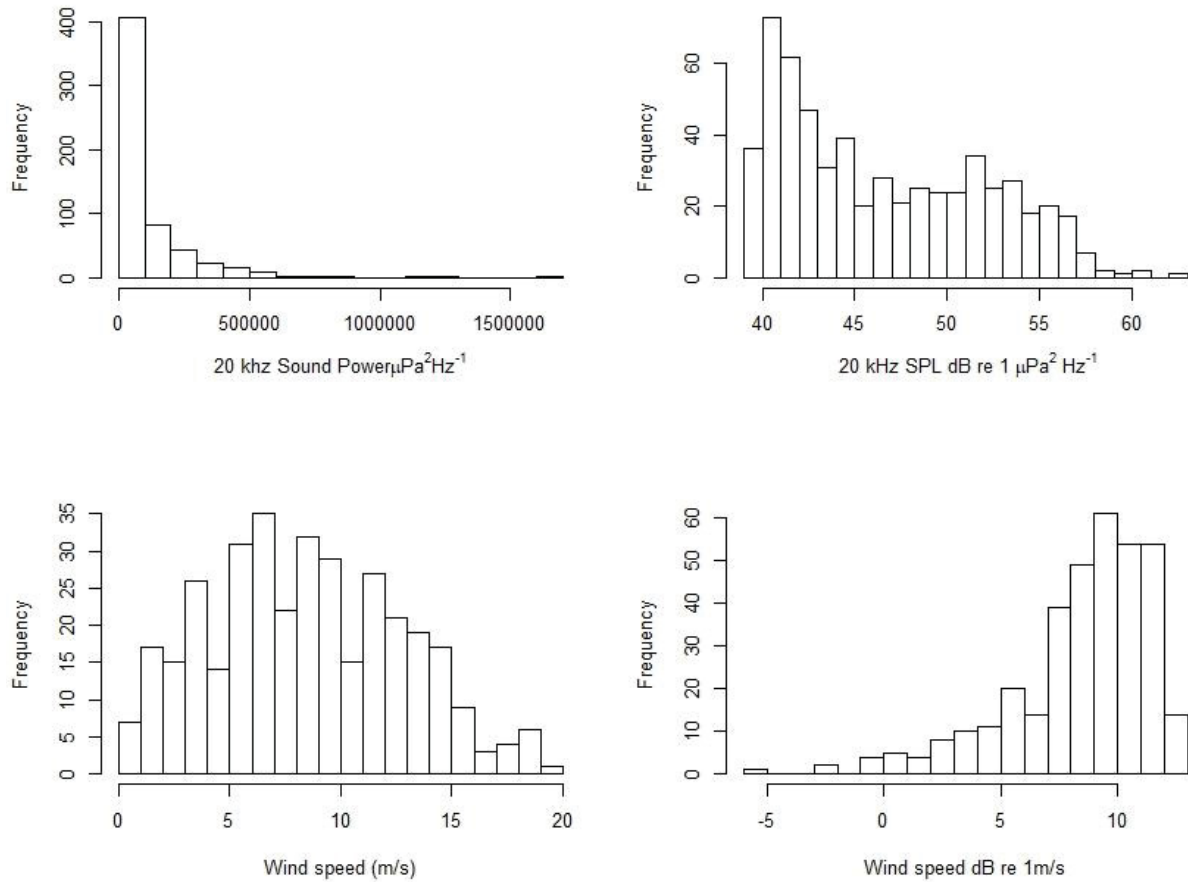 Frequency
0 100 200 300 400
0 500000 1000000 1500000
20 khz Sound PowerμPa²Hz⁻¹
Frequency
0 20 40 60
40 45 50 55 60
20 kHz SPL dB re 1 μPa² Hz⁻¹
Frequency
0 5 10 15 20 25 30 35
0 5 10 15 20
Wind speed (m/s)
Frequency
0 10 20 30 40 50 60
-5 0 5 10
Wind speed dB re 1m/s